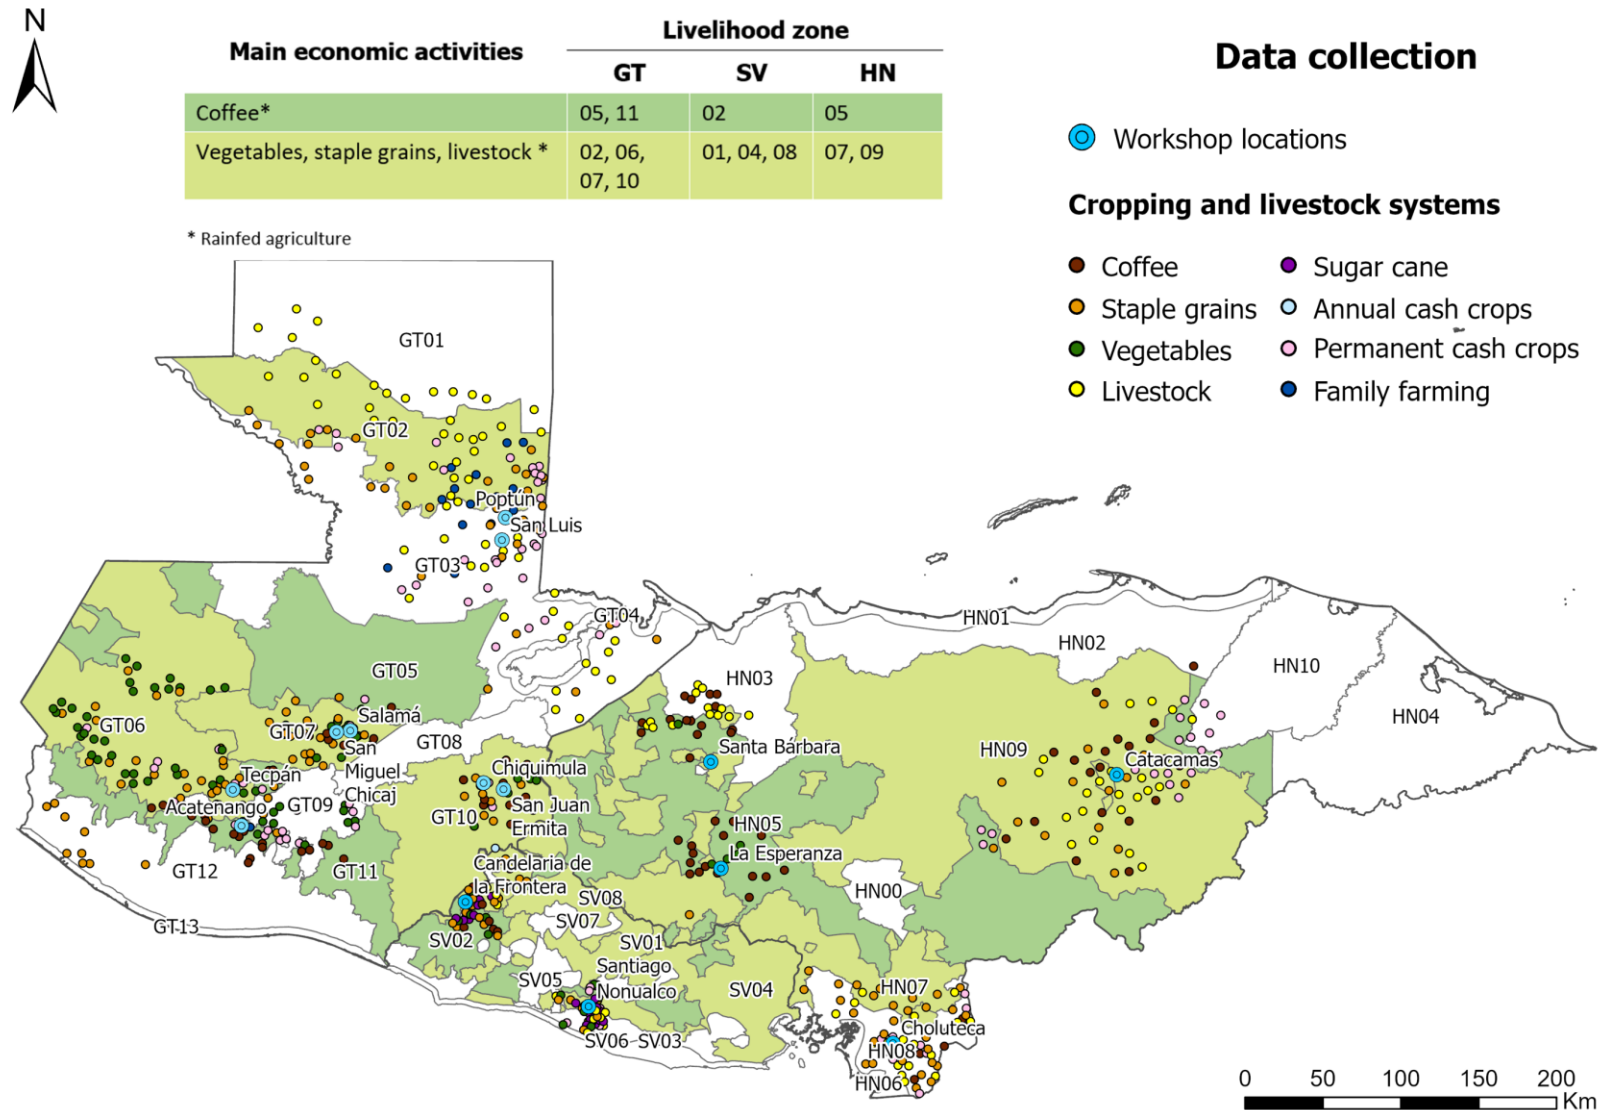 N
Main economic activities
Livelihood zone
GT
SV
HN
Coffee*
05, 11
02
05
Vegetables, staple grains, livestock *
02, 06,
07, 10
01, 04, 08
07, 09
* Rainfed agriculture
Data collection
Workshop locations
Cropping and livestock systems
Coffee
Sugar cane
Staple grains
Annual cash crops
Vegetables
Permanent cash crops
Livestock
Family farming
GT01
GT02
Poptún
San Luis
GT03
GT04
HN01
HN02
HN10
HN03
HN04
GT05
GT06
Salamá
GT07
San
Miguel
Chicaj
GT08
Santa Bárbara
HN09
Catacamas
Tecpán
Chiquimula
Acatenango
GT09
San Juan
Ermita
GT10
HN05
La Esperanza
GT12
GT11
Candelaria de
la Frontera
HN00
SV08
SV07
GT13
SV02
SV01
Santiago
Nonualco
SV05
SV04
HN07
Choluteca
SV06
SV03
HN08
HN06
0
50
100
150
200
Km